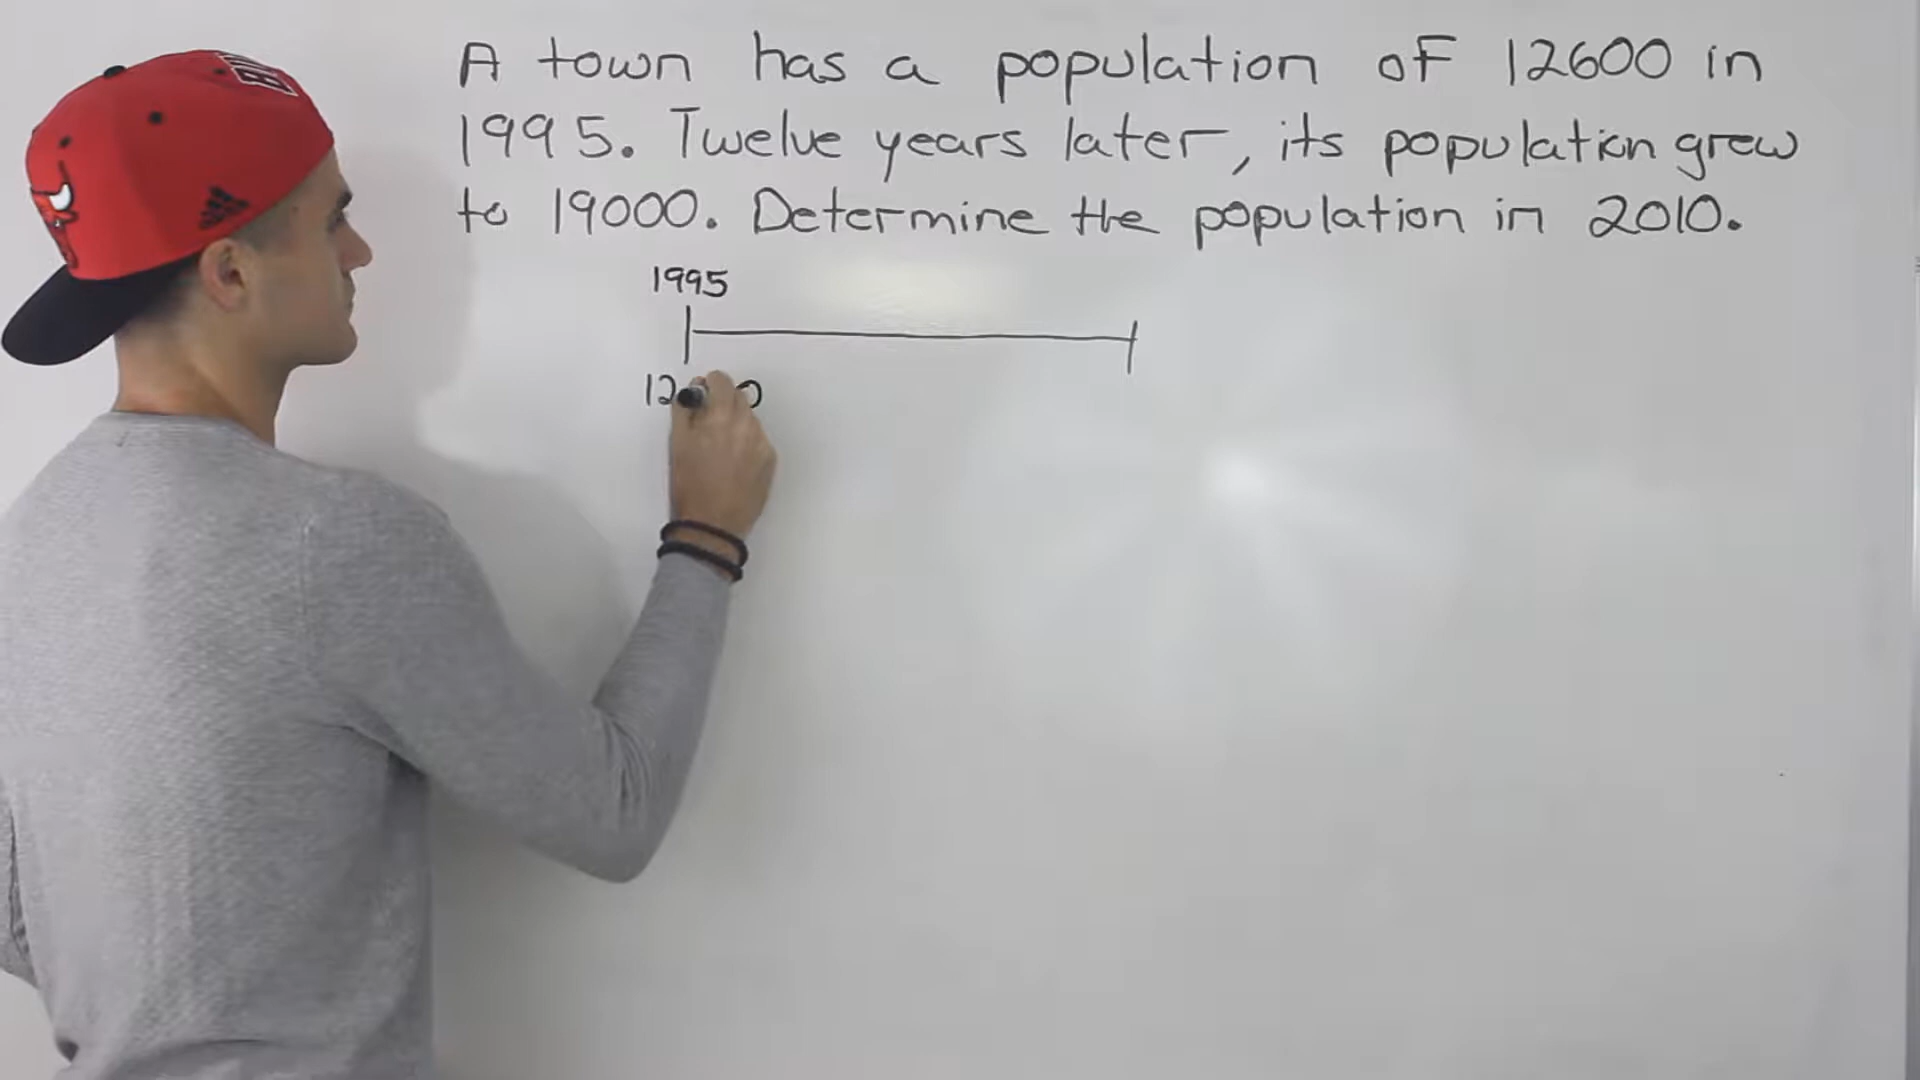 A town has a population of 12600 in
1995. Twelve years later, its population grew
to 19000. Determine the population in 2010.
1995